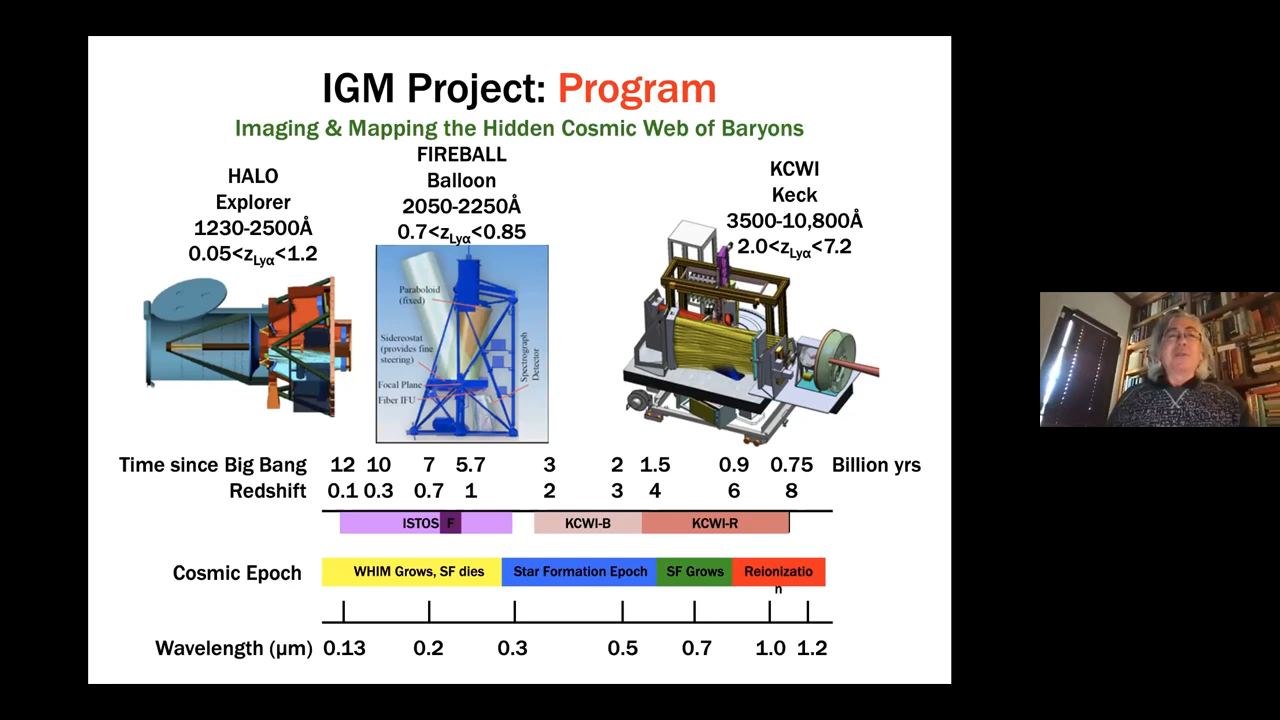 IGM Project: Program
Imaging & Mapping the Hidden Cosmic Web of Baryons
HALO
Explorer
1230-2500Å
0.05<zLyα<1.2
FIREBALL
Balloon
2050-2250Å
0.7<zLyα<0.85
KCWI
Keck
3500-10,800Å
2.0<zLyα<7.2
Paraboloid
(fixed)
Sidereostat
(provides fine
steering)
Focal Plane
Fiber IFU
Spectrograph
Detector
Time since Big Bang 12 10 7 5.7 3 2 1.5 0.9 0.75 Billion yrs
Redshift 0.1 0.3 0.7 1 2 3 4 6 8
ISTOS F KCWI-B KCWI-R
Cosmic Epoch WHIM Grows, SF dies Star Formation Epoch SF Grows Reionizatio
n
Wavelength (µm) 0.13 0.2 0.3 0.5 0.7 1.0 1.2